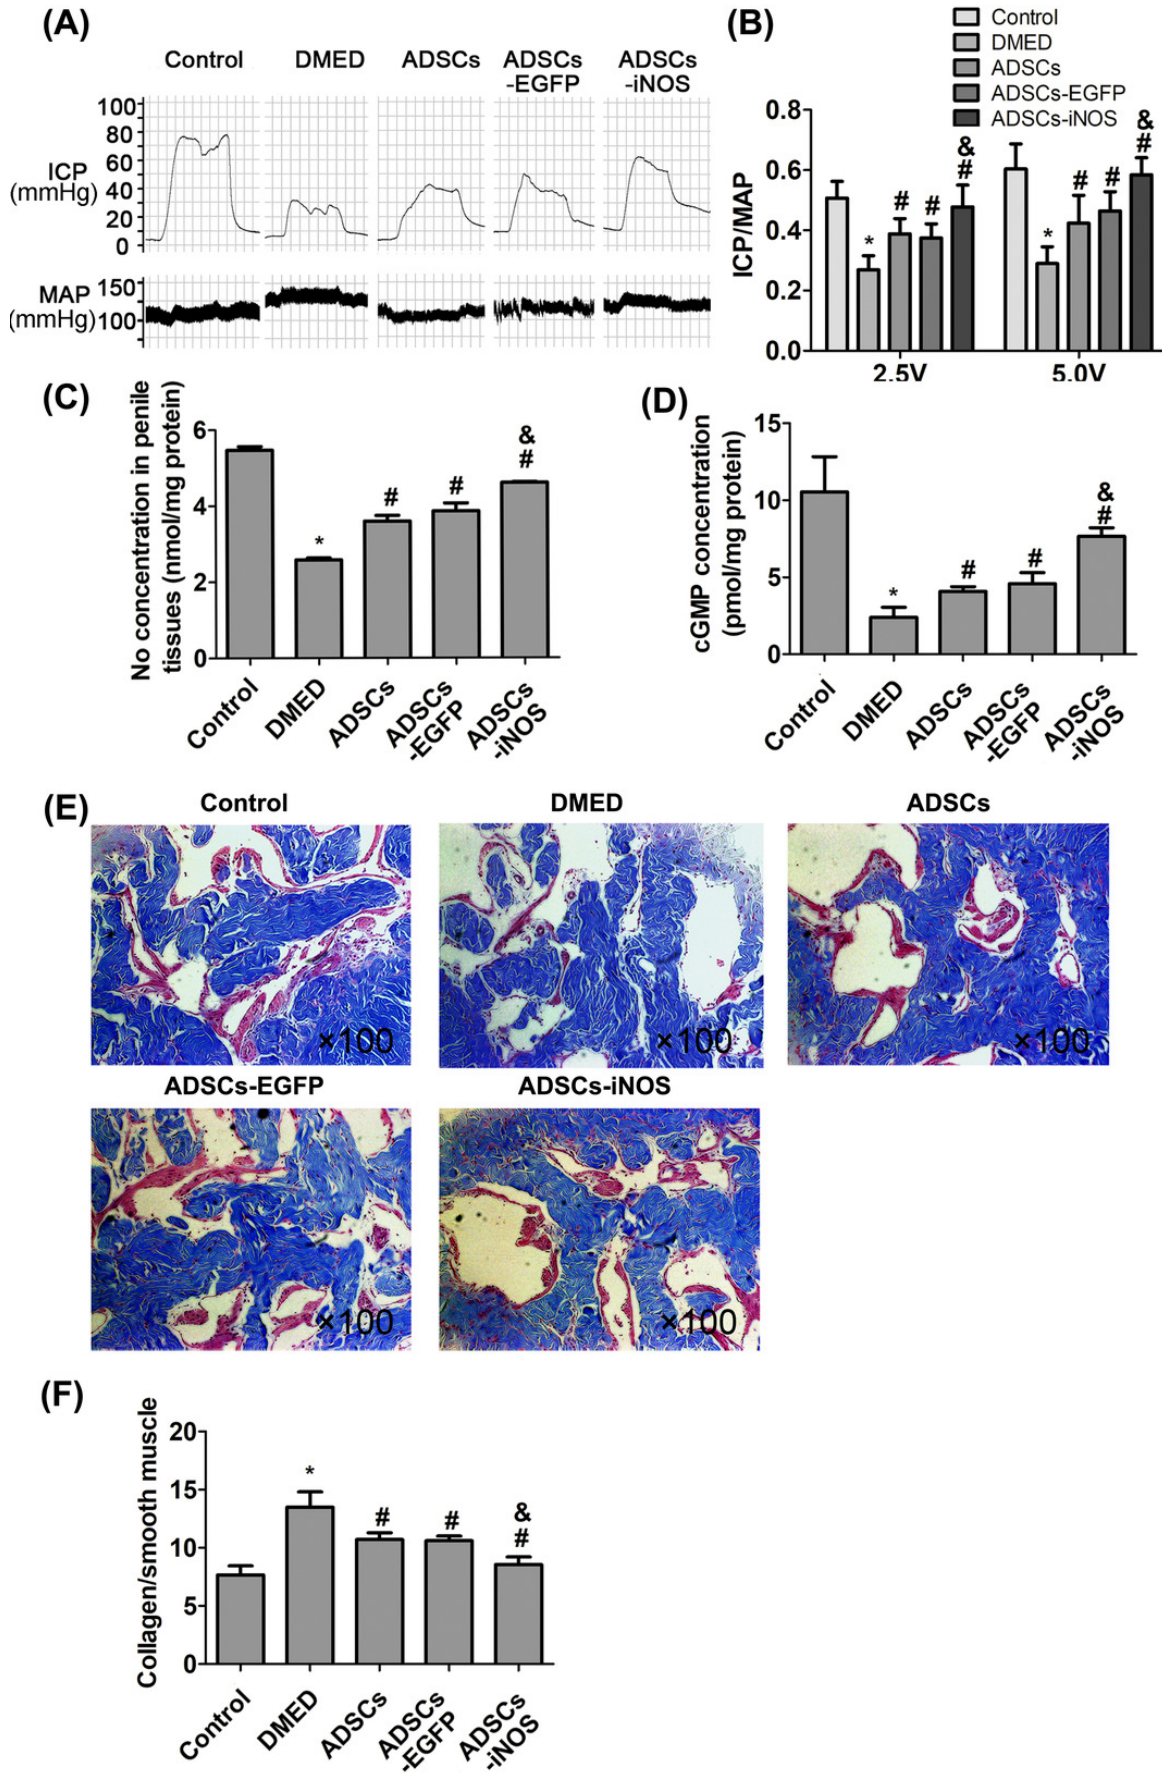 (A)
Control
DMED
ADSCs
ADSCs
-EGFP
ADSCs
-iNOS
100
80
60
40
20
0
ICP
(mmHg)
150
100
MAP
(mmHg)
(B)
Control
DMED
ADSCs
ADSCs-EGFP
ADSCs-iNOS
0.8
0.6
0.4
0.2
0.0
ICP/MAP
*
#
#
&
#
*
#
#
&
#
2.5V
5.0V
(C)
No concentration in penile
tissues (nmol/mg protein)
6
4
2
0
*
#
#
&
#
Control
DMED
ADSCs
ADSCs
-EGFP
ADSCs
-iNOS
(D)
cGMP concentration
(pmol/mg protein)
15
10
5
0
*
#
#
&
#
Control
DMED
ADSCs
ADSCs
-EGFP
ADSCs
-iNOS
(E)
Control
DMED
ADSCs
×100
×100
×100
ADSCs-EGFP
ADSCs-iNOS
×100
×100
(F)
Collagen/smooth muscle
20
15
10
5
0
*
#
#
&
#
Control
DMED
ADSCs
ADSCs
-EGFP
ADSCs
-iNOS